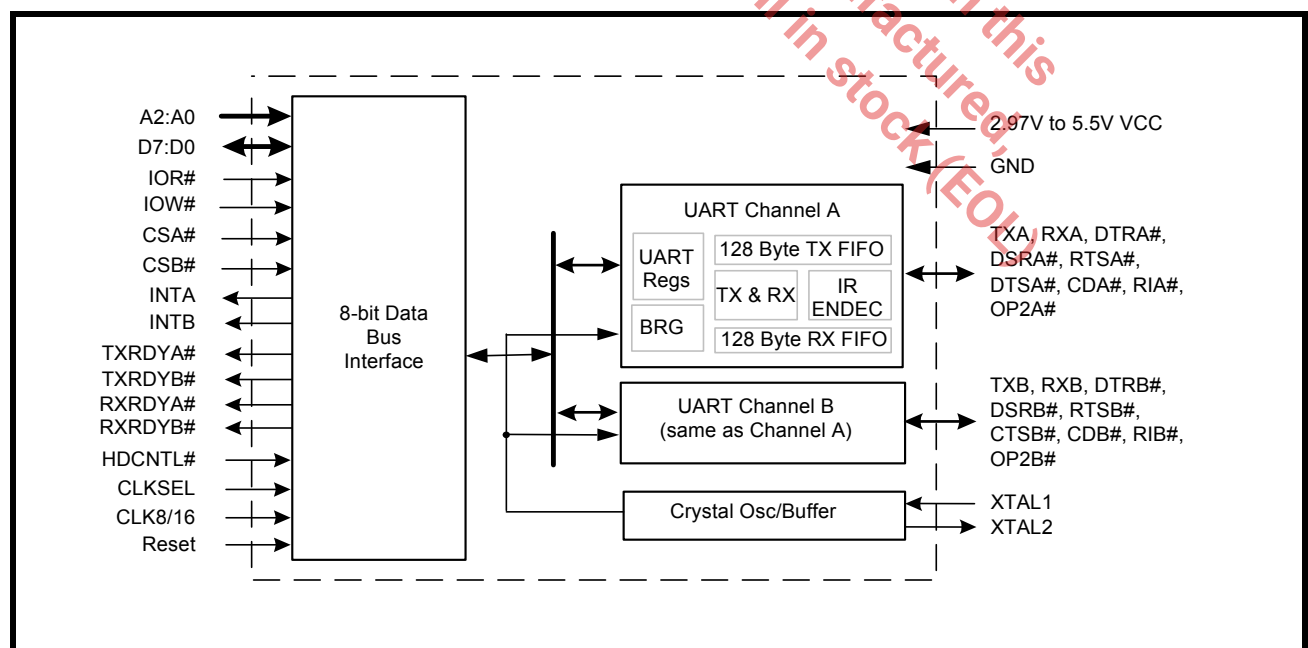 n this
nactured,
ll in stock (EOL)
A2:A0
D7:D0
IOR#
IOW#
CSA#
CSB#
INTA
INTB
TXRDYA#
TXRDYB#
RXRDYA#
RXRDYB#
HDCNTL#
CLKSEL
CLK8/16
Reset
8-bit Data
Bus
Interface
UART Channel A
UART
Regs
BRG
128 Byte TX FIFO
TX & RX
IR
ENDEC
128 Byte RX FIFO
UART Channel B
(same as Channel A)
Crystal Osc/Buffer
2.97V to 5.5V VCC
GND
TXA, RXA, DTRA#,
DSRA#, RTSA#,
DTSA#, CDA#, RIA#,
OP2A#
TXB, RXB, DTRB#,
DSRB#, RTSB#,
CTSB#, CDB#, RIB#,
OP2B#
XTAL1
XTAL2